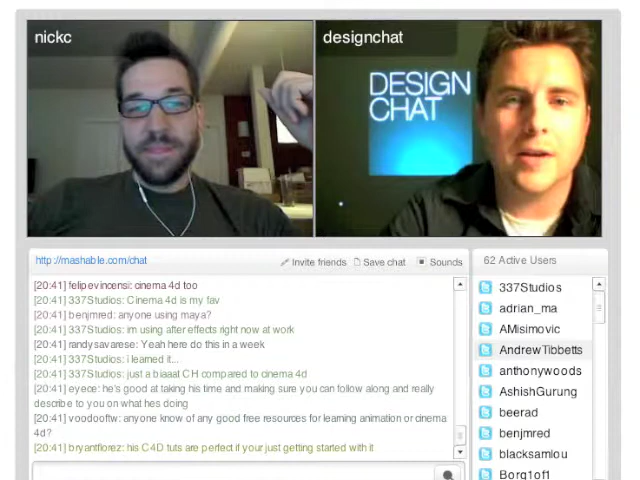 nickc
designchat
DESIGN
CHAT
http://mashable.com/chat
Invite friends
Save chat
Sounds
62 Active Users
[20:41] felipevincensi: cinema 4d too
[20:41] 337Studios: Cinema 4d is my fav
[20:41] benjmred: anyone using maya?
[20:41] 337Studios: im using after effects right now at work
[20:41] randysavarese: Yeah here do this in a week
[20:41] 337Studios: i learned it...
[20:41] 337Studios: just a biaaat CH compared to cinema 4d
[20:41] eyece: he's good at taking his time and making sure you can follow along and really
describe to you on what hes doing
[20:41] voodooftw: anyone know of any good free resources for learning animation or cinema
4d?
[20:41] bryantflorez: his C4D tuts are perfect if your just getting started with it
337Studios
adrian_ma
AMisimovic
AndrewTibbetts
anthonywoods
AshishGurung
beerad
benjmred
blacksamlou
Borg1of1